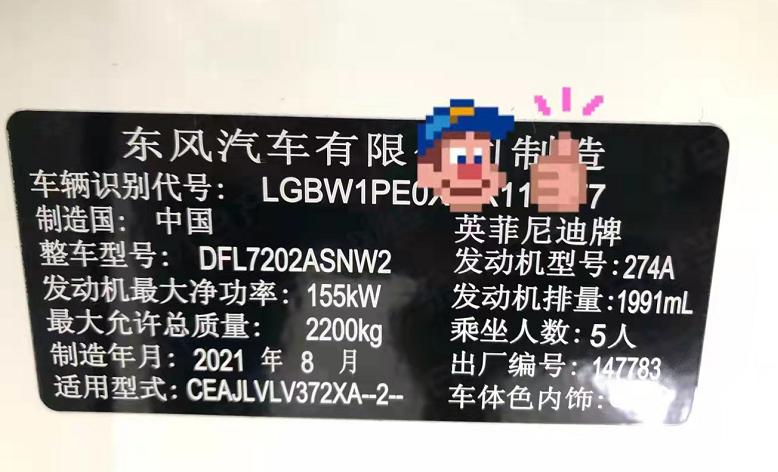 东风汽车有限 制造
车辆识别代号: LGBW1PE0 R11 7
制造国: 中国 英菲尼迪牌
整车型号: DFL7202ASNW2 发动机型号:274A
发动机最大净功率: 155kW 发动机排量:1991mL
最大允许总质量: 2200kg 乘坐人数:5人
制造年月: 2021 年 8 月 出厂编号: 147783
适用型式:CEAJLVLV372XA--2-- 车体色内饰: